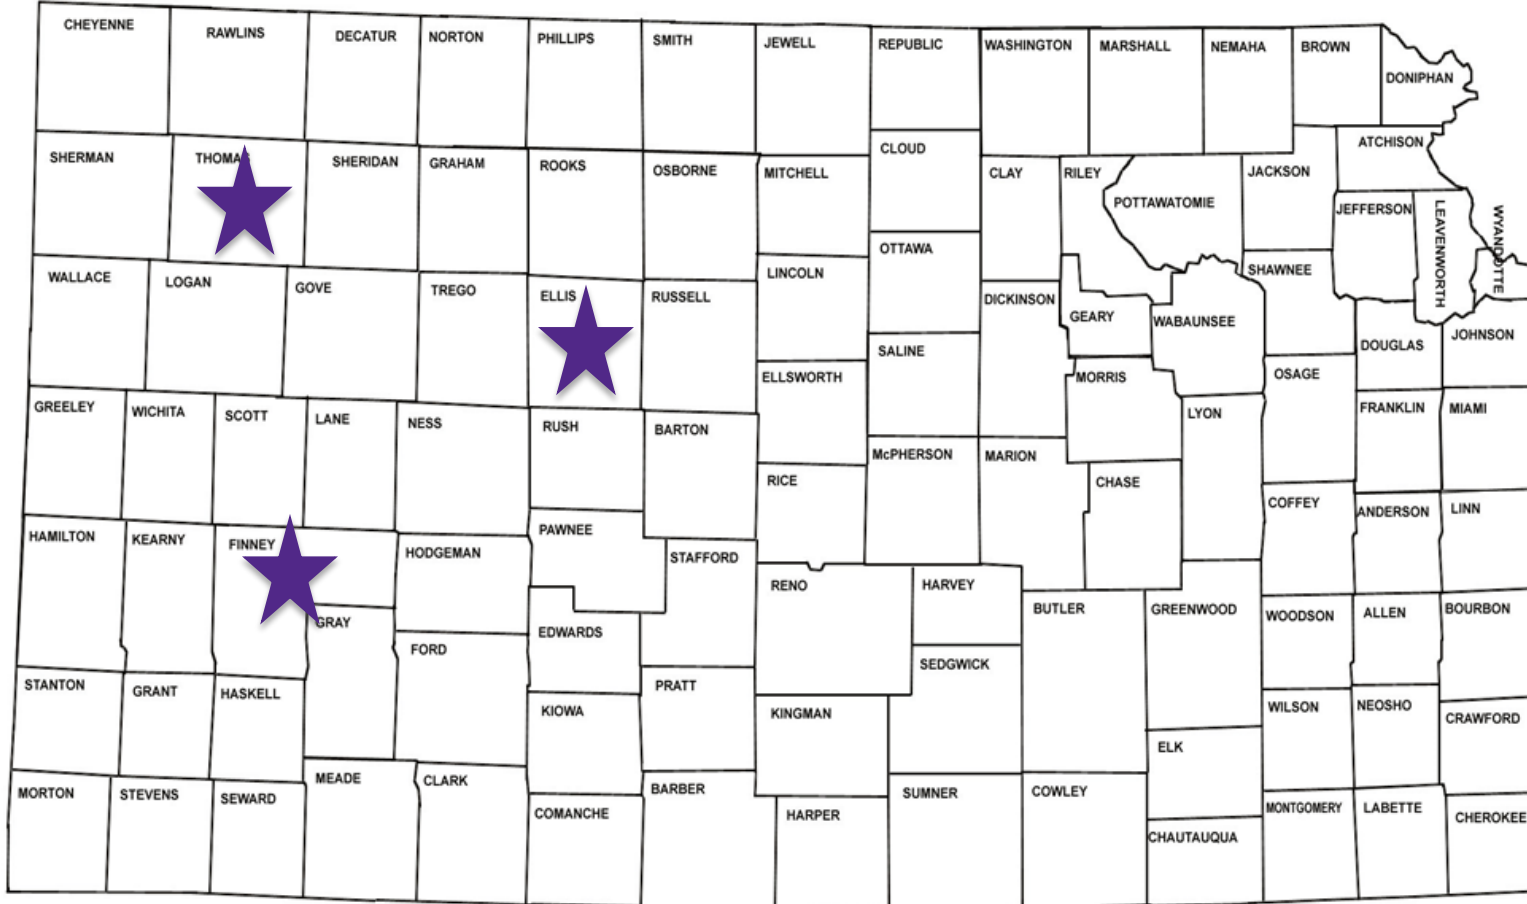 CHEYENNE
RAWLINS
DECATUR
NORTON
PHILLIPS
SMITH
JEWELL
REPUBLIC
WASHINGTON
MARSHALL
NEMAHA
BROWN
DONIPHAN
SHERMAN
THOMAS
SHERIDAN
GRAHAM
ROOKS
OSBORNE
MITCHELL
CLOUD
CLAY
RILEY
POTTAWATOMIE
JACKSON
ATCHISON
JEFFERSON
LEAVENWORTH
WYANDOTTE
WALLACE
LOGAN
GOVE
TREGO
ELLIS
RUSSELL
LINCOLN
OTTAWA
DICKINSON
GEARY
WABAUNSEE
SHAWNEE
DOUGLAS
JOHNSON
GREELEY
WICHITA
SCOTT
LANE
NESS
RUSH
BARTON
ELLSWORTH
SALINE
MORRIS
LYON
OSAGE
FRANKLIN
MIAMI
HAMILTON
KEARNY
FINNEY
HODGEMAN
PAWNEE
STAFFORD
RICE
McPHERSON
MARION
CHASE
COFFEY
ANDERSON
LINN
GRAY
FORD
EDWARDS
RENO
HARVEY
BUTLER
GREENWOOD
WOODSON
ALLEN
BOURBON
STANTON
GRANT
HASKELL
KIOWA
PRATT
KINGMAN
SEDGWICK
ELK
WILSON
NEOSHO
CRAWFORD
MORTON
STEVENS
SEWARD
MEADE
CLARK
COMANCHE
BARBER
HARPER
SUMNER
COWLEY
CHAUTAUQUA
MONTGOMERY
LABETTE
CHEROKEE